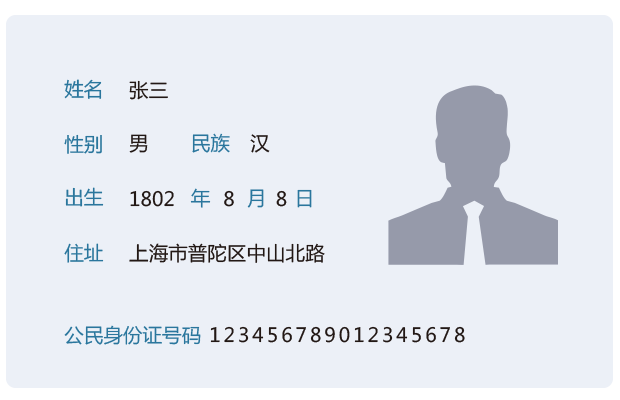 姓名 张三
性别 男 民族 汉
出生 1802 年 8 月 8 日
住址 上海市普陀区中山北路
公民身份证号码 123456789012345678